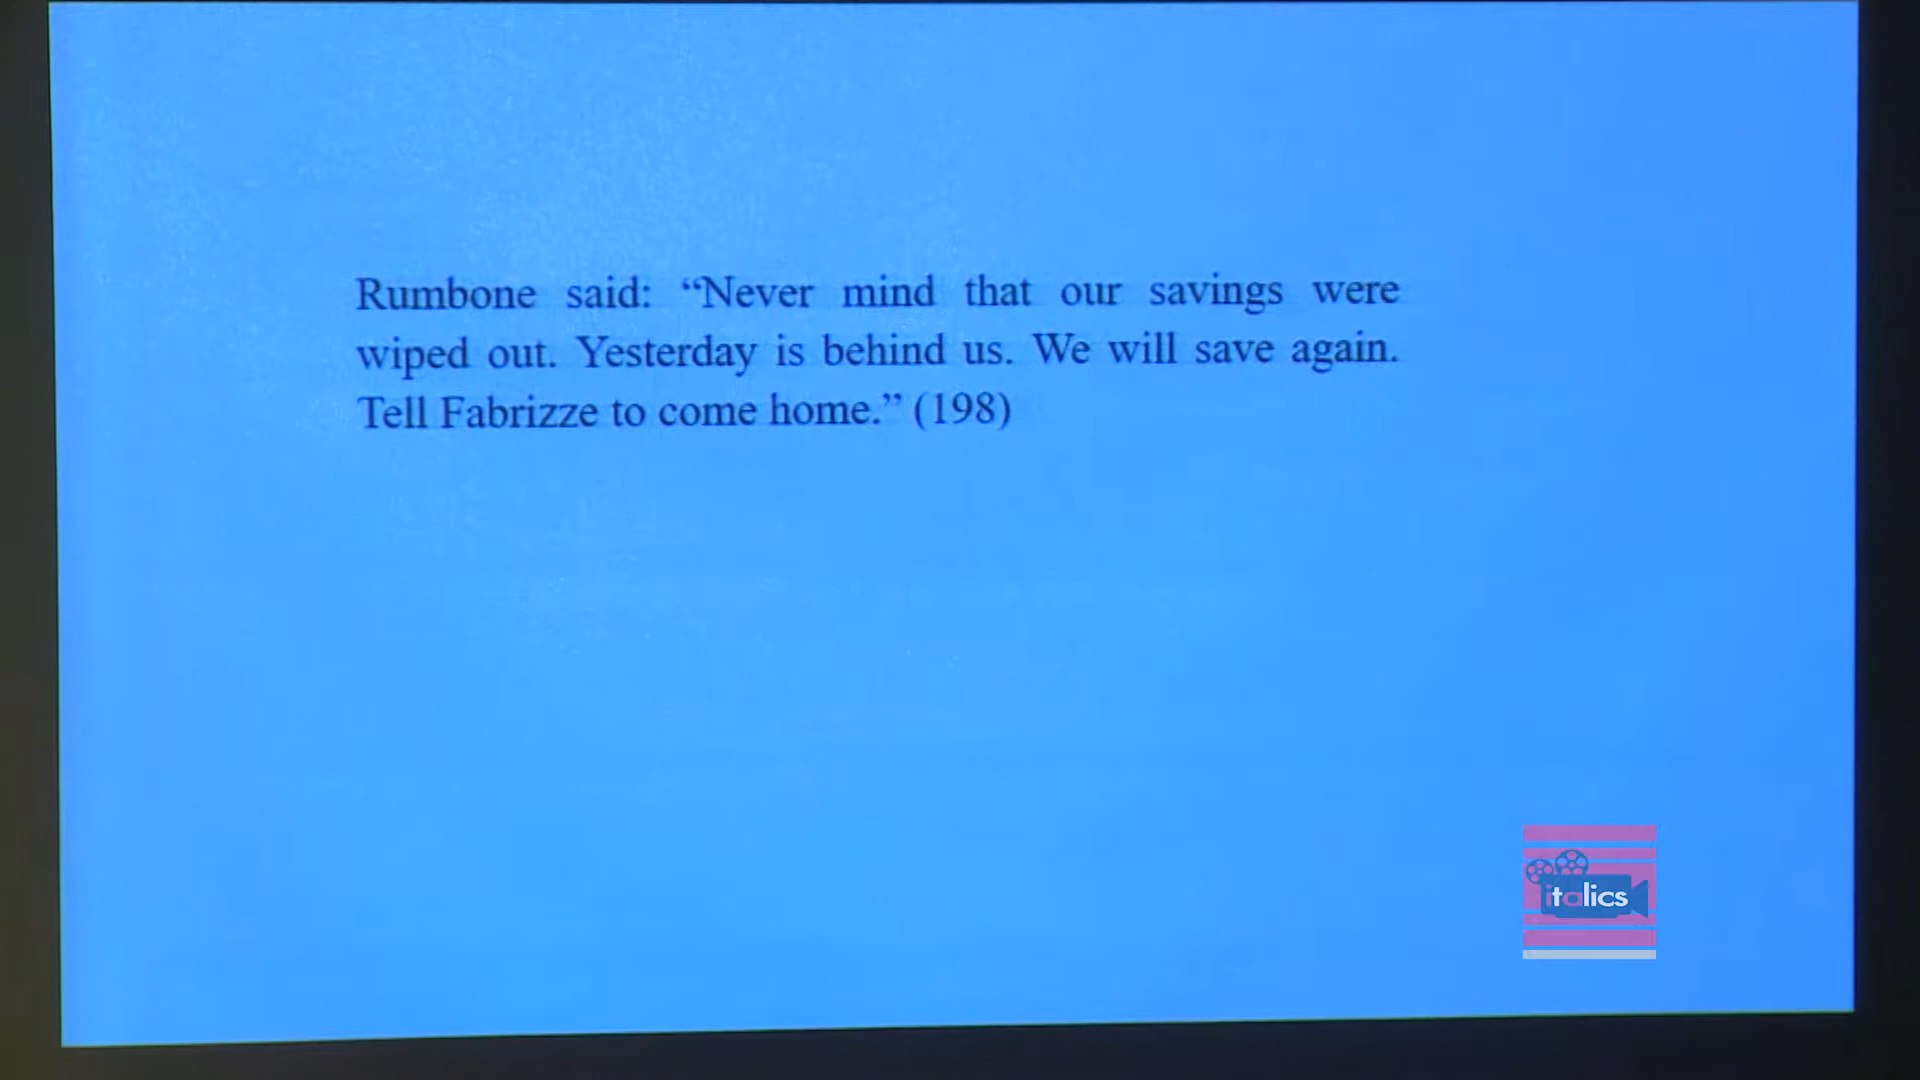 Rumbone said: “Never mind that our savings were
wiped out. Yesterday is behind us. We will save again.
Tell Fabrizze to come home.” (198)
italics